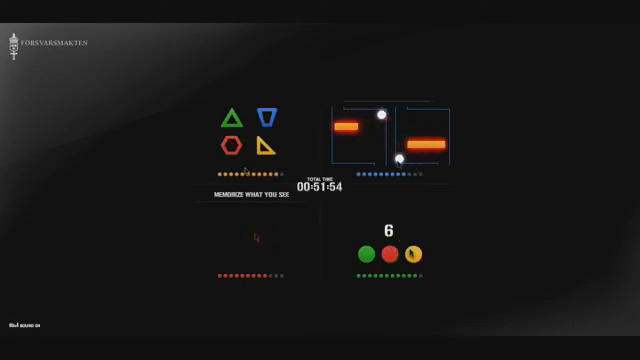 FÖRSVARSMAKTEN
TOTAL TIME
00:51:54
MEMORIZE WHAT YOU SEE
6
SOUND ON